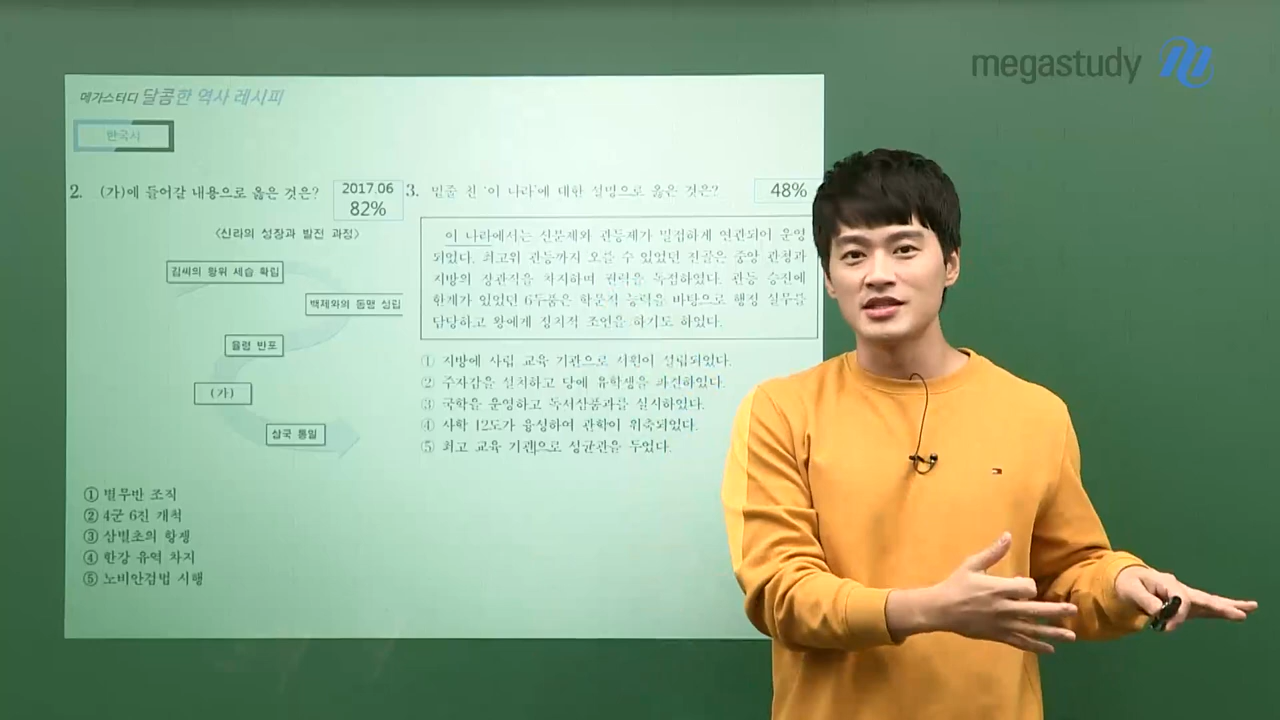 megastudy
메가스터디 달콤한 역사 레시피
한국사
2. (가)에 들어갈 내용으로 옳은 것은?
2017.06
82%
<신라의 성장과 발전 과정>
김씨의 왕위 세습 확립
백제와의 동맹 성립
율령 반포
(가)
삼국 통일
① 별무반 조직
② 4군 6진 개척
③ 삼별초의 항쟁
④ 한강 유역 차지
⑤ 노비안검법 시행
3. 밑줄 친 '이 나라'에 대한 설명으로 옳은 것은?
48%
이 나라에서는 신분제와 관등제가 밀접하게 연관되어 운영
되었다. 최고위 관등까지 오를 수 있었던 진골은 중앙 관청과
지방의 장관직을 차지하며 권력을 독점하였다. 관등 승진에
한계가 있었던 6두품은 학문적 능력을 바탕으로 행정 실무를
담당하고 왕에게 정치적 조언을 하기도 하였다.
① 지방에 사립 교육 기관으로 서원이 설립되었다.
② 주자감을 설치하고 당에 유학생을 파견하였다.
③ 국학을 운영하고 독서삼품과를 실시하였다.
④ 사학 12도가 융성하여 관학이 위축되었다.
⑤ 최고 교육 기관으로 성균관을 두었다.